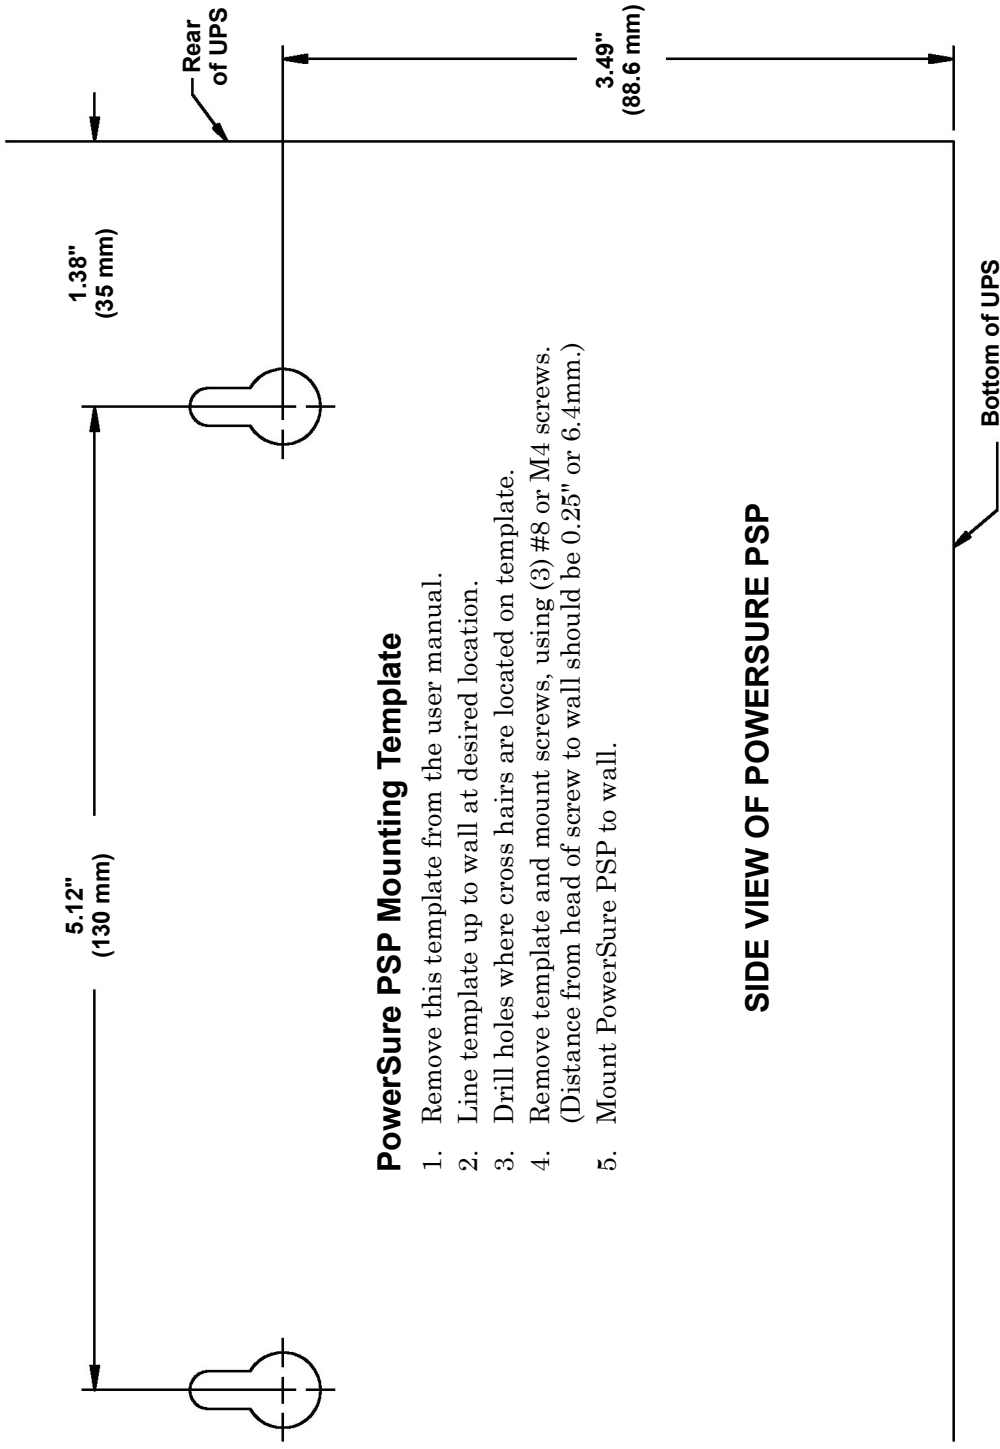 5.12"
(130 mm)
1.38"
(35 mm)
Rear
of UPS
3.49"
(88.6 mm)
PowerSure PSP Mounting Template
1. Remove this template from the user manual.
2. Line template up to wall at desired location.
3. Drill holes where cross hairs are located on template.
4. Remove template and mount screws, using (3) #8 or M4 screws.
(Distance from head of screw to wall should be 0.25" or 6.4mm.)
5. Mount PowerSure PSP to wall.
SIDE VIEW OF POWERSURE PSP
Bottom of UPS